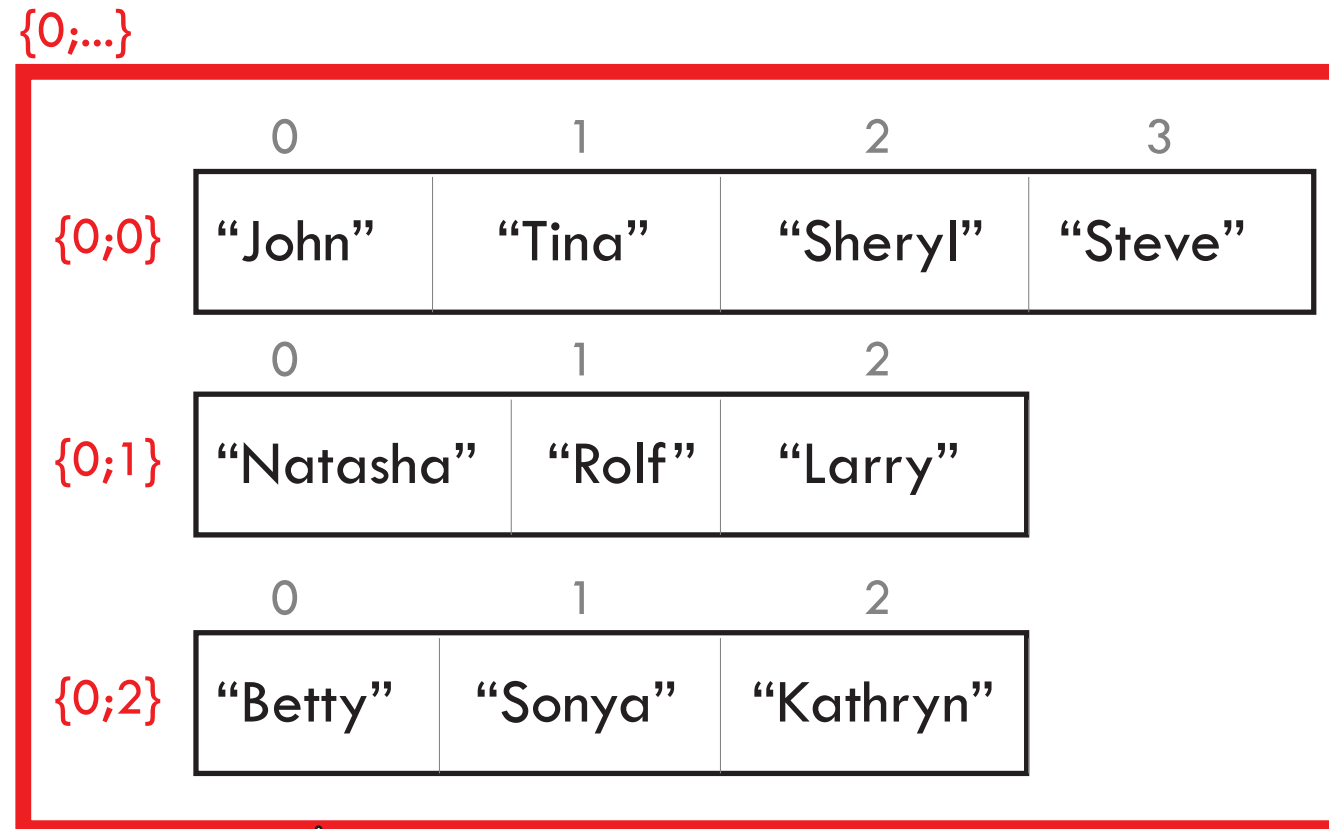 {0;...}
0 1 2 3
{0;0} “John” “Tina” “Sheryl” “Steve”
0 1 2
{0;1} “Natasha” “Rolf” “Larry”
0 1 2
{0;2} “Betty” “Sonya” “Kathryn”